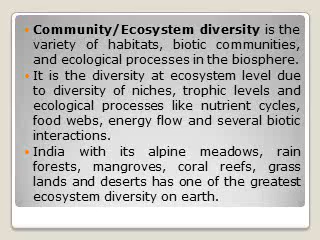 Community/Ecosystem diversity is the
variety of habitats, biotic communities,
and ecological processes in the biosphere.
It is the diversity at ecosystem level due
to diversity of niches, trophic levels and
ecological processes like nutrient cycles,
food webs, energy flow and several biotic
interactions.
India with its alpine meadows, rain
forests, mangroves, coral reefs, grass
lands and deserts has one of the greatest
ecosystem diversity on earth.